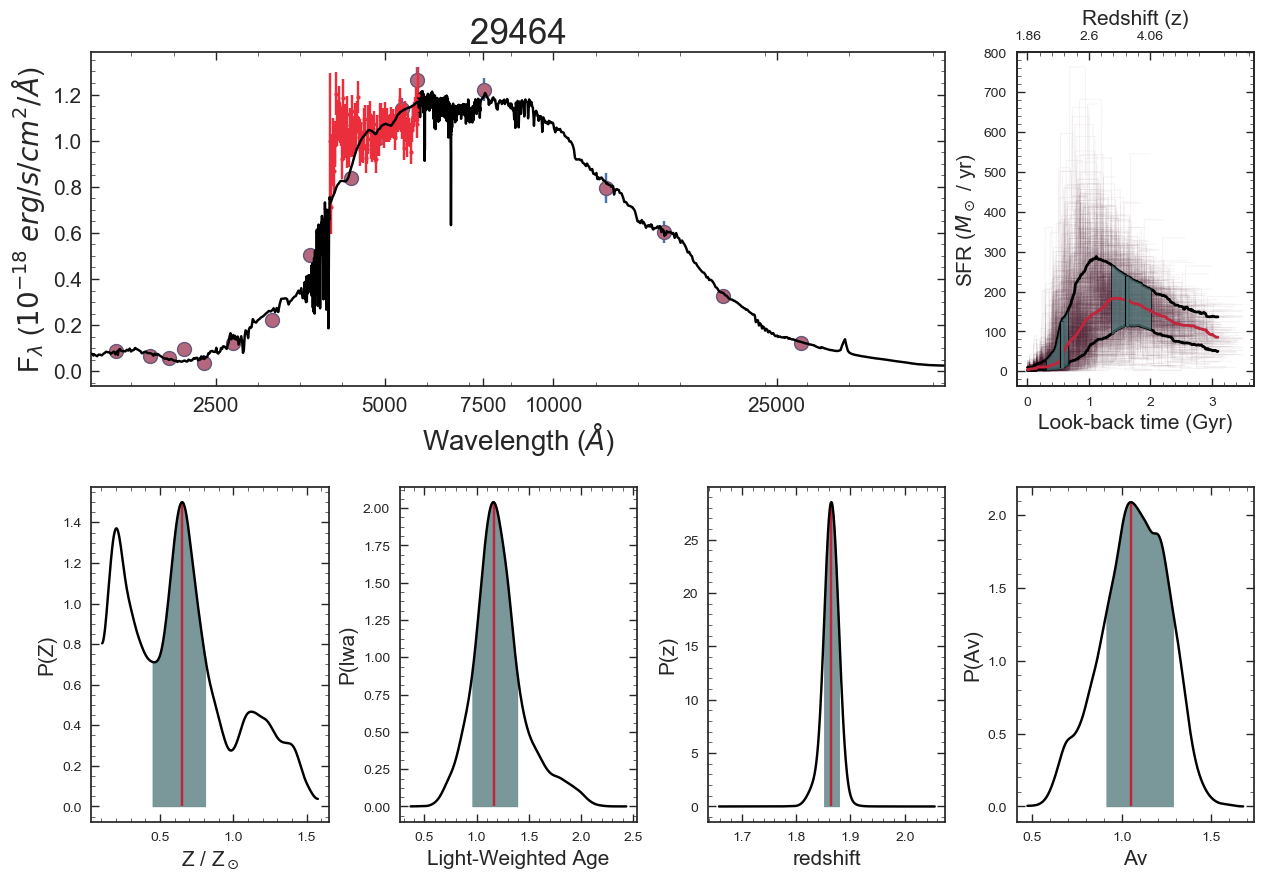 29464
Redshift (z)
1.86 2.6 4.06
F_λ (10^−18 erg/s/cm^2/Å)
1.2
1.0
0.8
0.6
0.4
0.2
0.0
2500 5000 7500 10000 25000
Wavelength (Å)
SFR (M_⊙ / yr)
800
700
600
500
400
300
200
100
0
0 1 2 3
Look-back time (Gyr)
P(Z)
1.4
1.2
1.0
0.8
0.6
0.4
0.2
0.0
0.5 1.0 1.5
Z / Z_⊙
P(lwa)
2.00
1.75
1.50
1.25
1.00
0.75
0.50
0.25
0.00
0.5 1.0 1.5 2.0 2.5
Light-Weighted Age
P(z)
25
20
15
10
5
0
1.7 1.8 1.9 2.0
redshift
P(Av)
2.0
1.5
1.0
0.5
0.0
0.5 1.0 1.5
Av